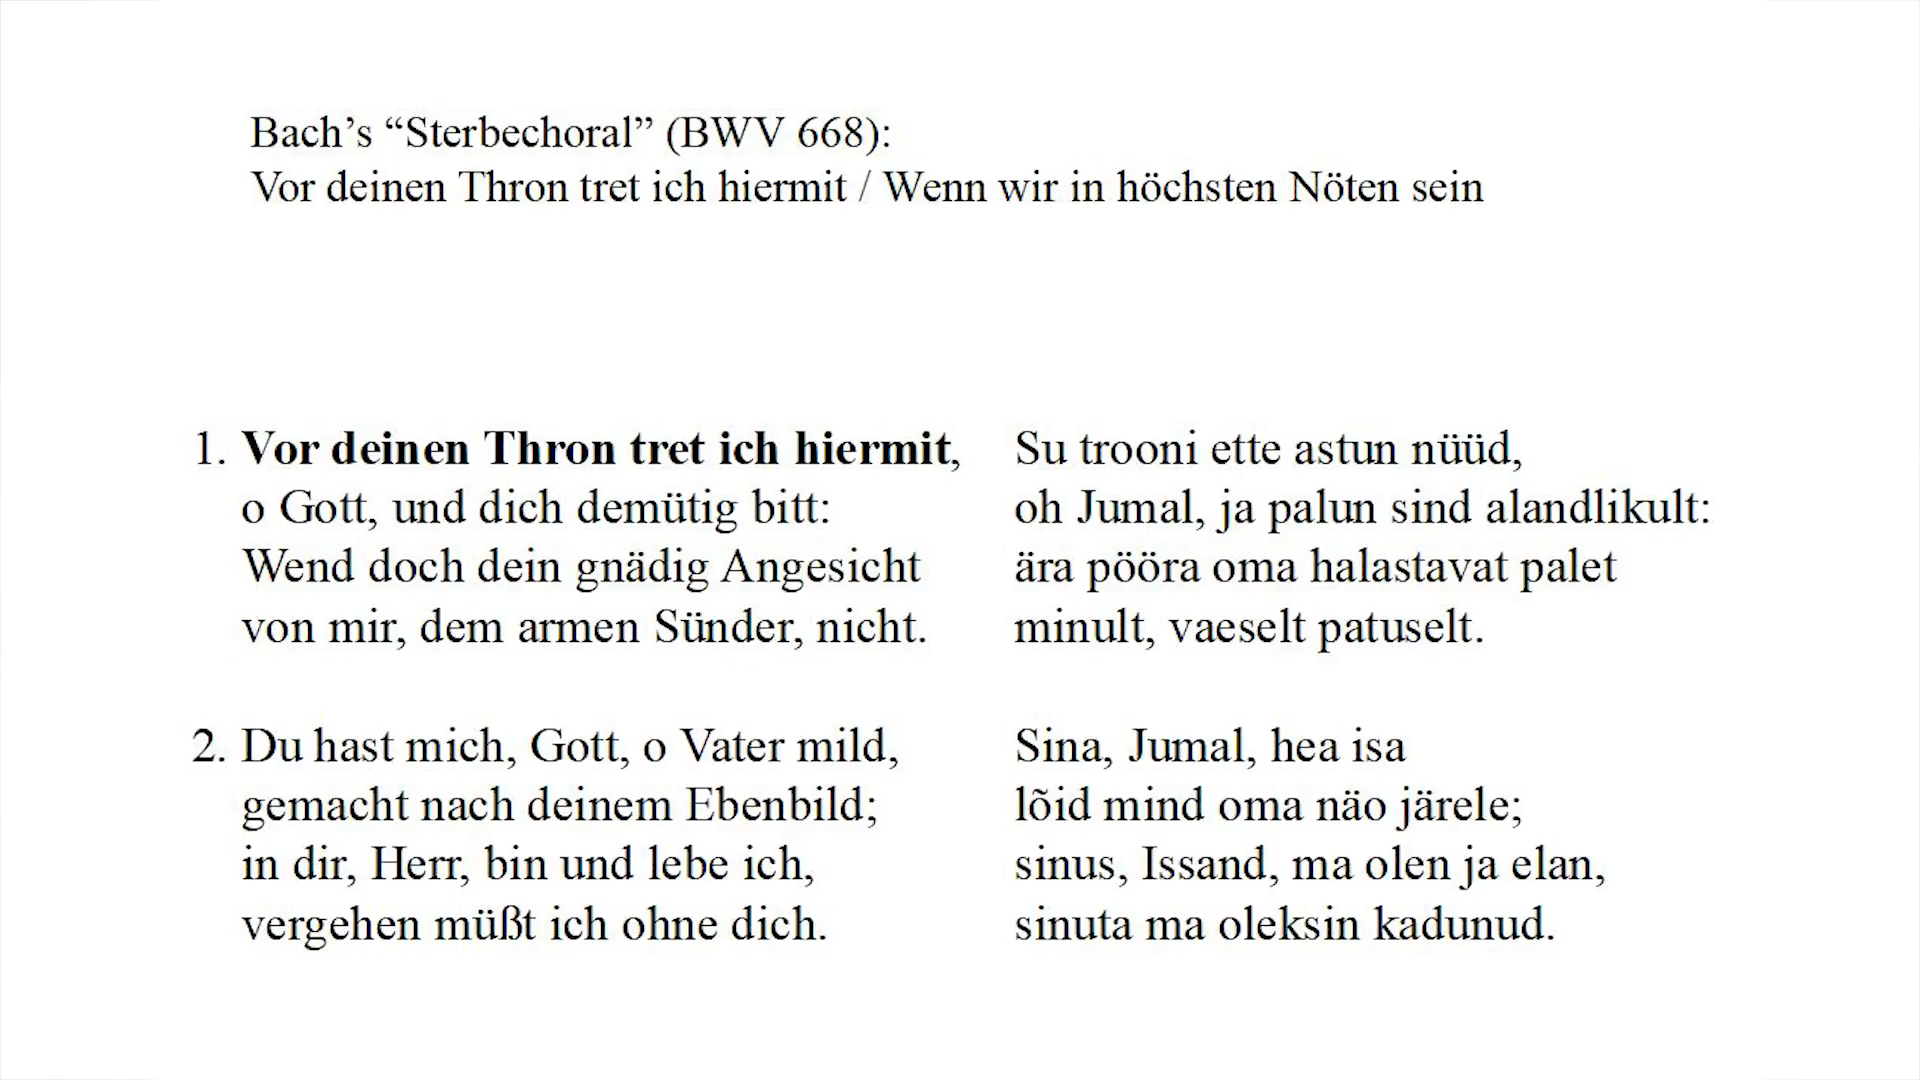 Bach’s “Sterbechoral” (BWV 668):
Vor deinen Thron tret ich hiermit / Wenn wir in höchsten Nöten sein
1. Vor deinen Thron tret ich hiermit,
o Gott, und dich demütig bitt:
Wend doch dein gnädig Angesicht
von mir, dem armen Sünder, nicht.
2. Du hast mich, Gott, o Vater mild,
gemacht nach deinem Ebenbild;
in dir, Herr, bin und lebe ich,
vergehen müßt ich ohne dich.
Su trooni ette astun nüüd,
oh Jumal, ja palun sind alandlikult:
ära pööra oma halastavat palet
minult, vaeselt patuselt.
Sina, Jumal, hea isa
lõid mind oma näo järele;
sinus, Issand, ma olen ja elan,
sinuta ma oleksin kadunud.